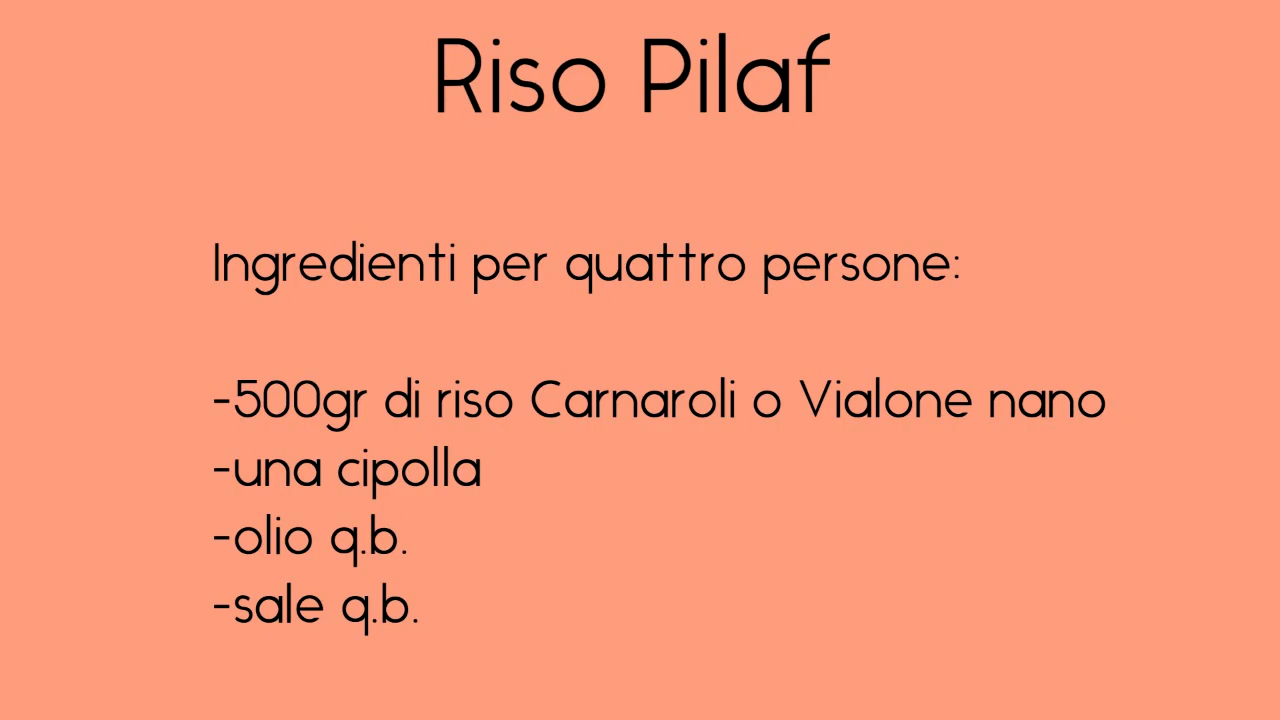 Riso Pilaf
Ingredienti per quattro persone:
-500gr di riso Carnaroli o Vialone nano
-una cipolla
-olio q.b.
-sale q.b.